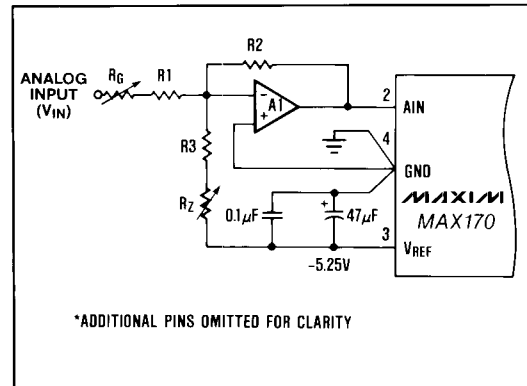 R2
ANALOG
INPUT
(VIN)
RG
R1
A1
-
+
2
AIN
4
R3
GND
RZ
0.1μF
+
47μF
MAXIM
MAX170
3
VREF
−5.25V
*ADDITIONAL PINS OMITTED FOR CLARITY